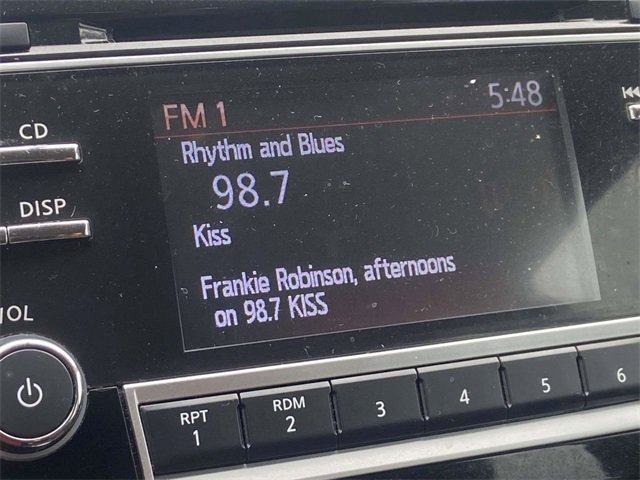 FM 1 5:48
CD
Rhythm and Blues
98.7
DISP
Kiss
Frankie Robinson, afternoons
on 98.7 KISS
VOL
RPT
1
RDM
2
3
4
5
6